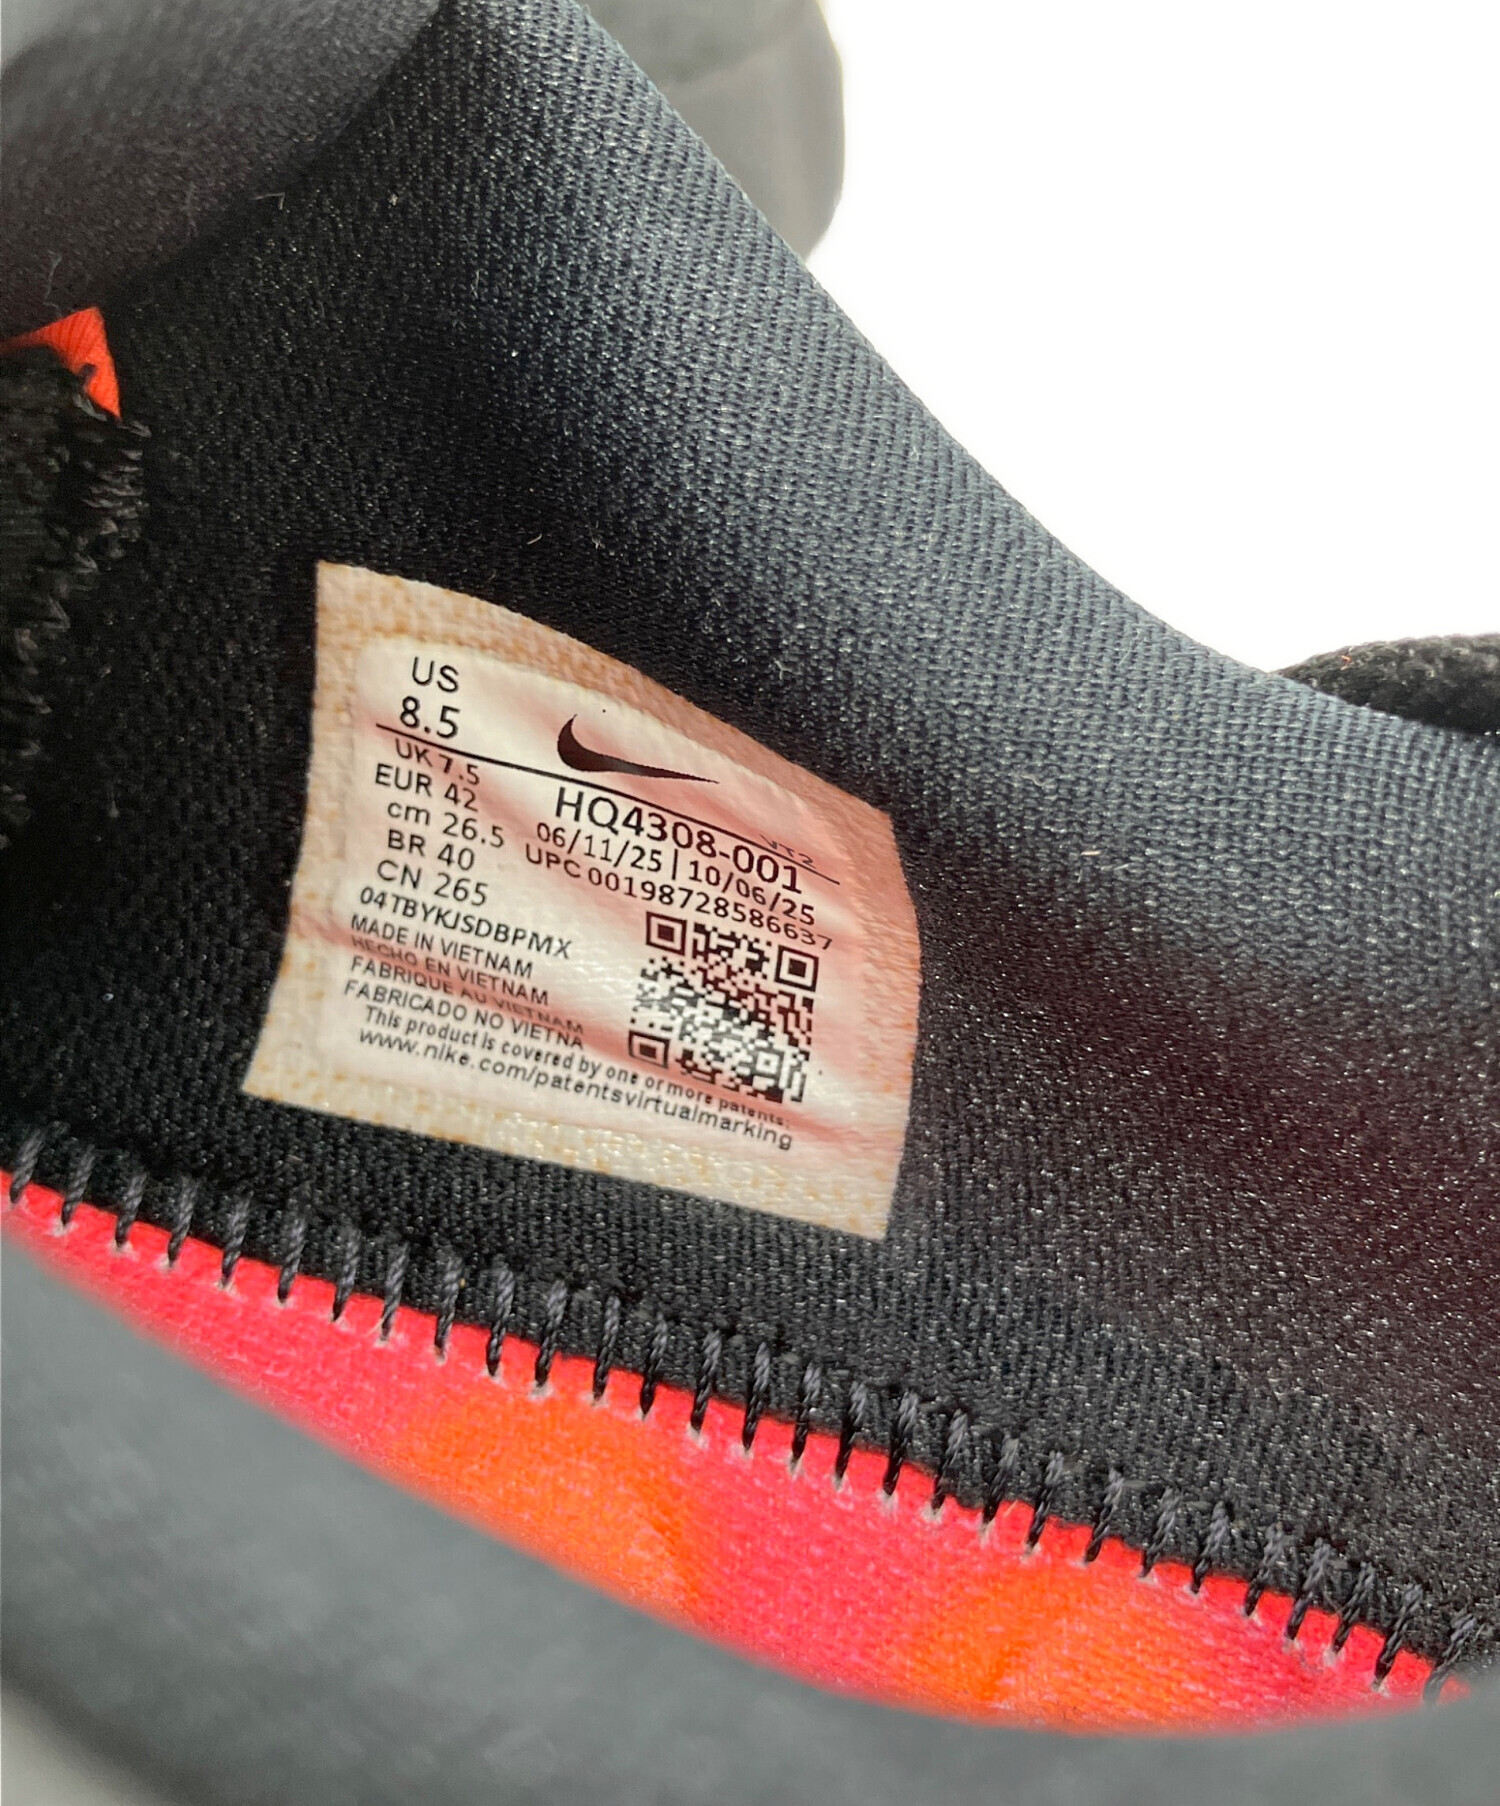 US
8.5
UK 7.5
EUR 42
cm 26.5
BR 40
CN 265
VT2
HQ4308-001
06/11/25 | 10/06/25
UPC 00198728586637
04TBYKJSDBPMX
MADE IN VIETNAM
HECHO EN VIETNAM
FABRIQUE AU VIETNAM
FABRICADO NO VIETNA
This product is covered by one or more patents:
www.nike.com/patentsvirtualmarking